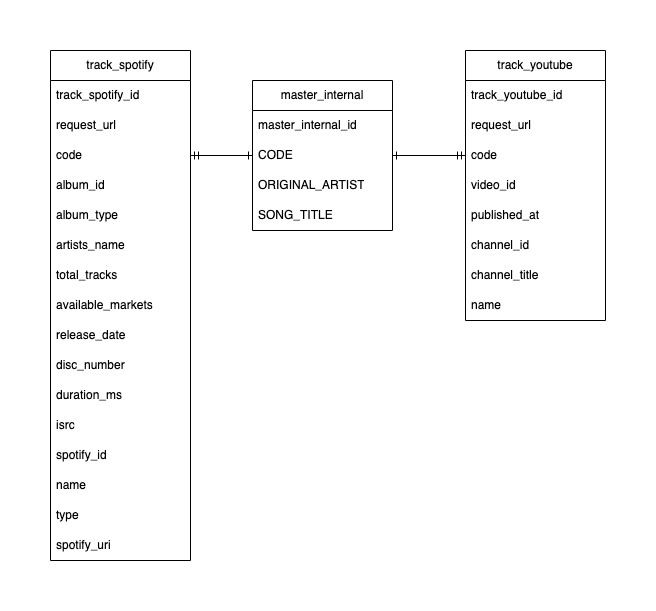 track_spotify
track_spotify_id
request_url
code
album_id
album_type
artists_name
total_tracks
available_markets
release_date
disc_number
duration_ms
isrc
spotify_id
name
type
spotify_uri
master_internal
master_internal_id
CODE
ORIGINAL_ARTIST
SONG_TITLE
track_youtube
track_youtube_id
request_url
code
video_id
published_at
channel_id
channel_title
name